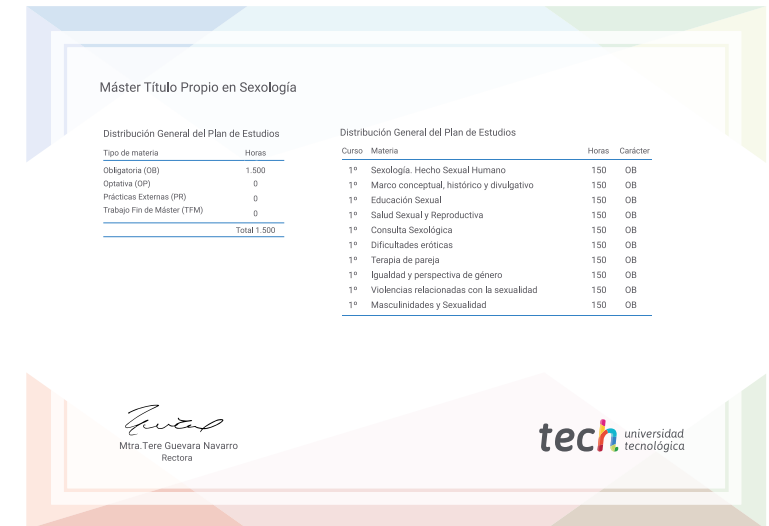 Máster Título Propio en Sexología
Distribución General del Plan de Estudios
Tipo de materia Horas
Obligatoria (OB) 1.500
Optativa (OP) 0
Prácticas Externas (PR) 0
Trabajo Fin de Máster (TFM) 0
Total 1.500
Distribución General del Plan de Estudios
Curso Materia Horas Carácter
1º Sexología. Hecho Sexual Humano 150 OB
1º Marco conceptual, histórico y divulgativo 150 OB
1º Educación Sexual 150 OB
1º Salud Sexual y Reproductiva 150 OB
1º Consulta Sexológica 150 OB
1º Dificultades eróticas 150 OB
1º Terapia de pareja 150 OB
1º Igualdad y perspectiva de género 150 OB
1º Violencias relacionadas con la sexualidad 150 OB
1º Masculinidades y Sexualidad 150 OB
Mtra.Tere Guevara Navarro
Rectora
tech universidad
tecnológica